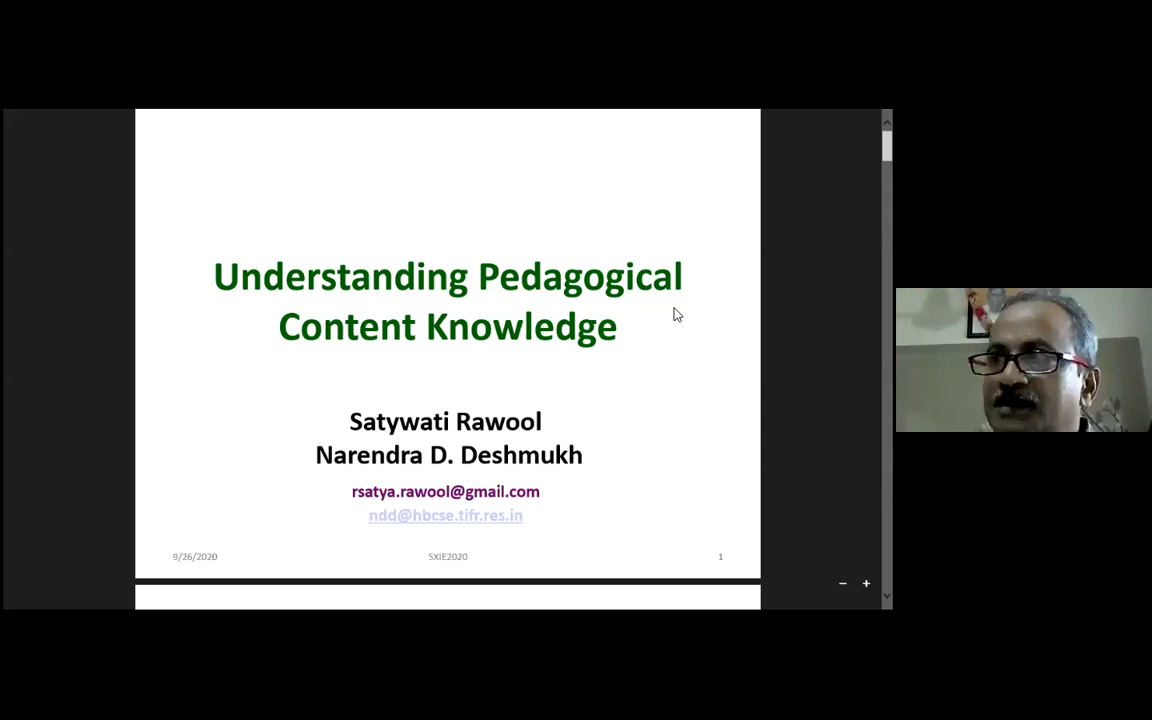 Understanding Pedagogical
Content Knowledge
Satywati Rawool
Narendra D. Deshmukh
rsatya.rawool@gmail.com
ndd@hbcse.tifr.res.in
9/26/2020 SXIE2020 1